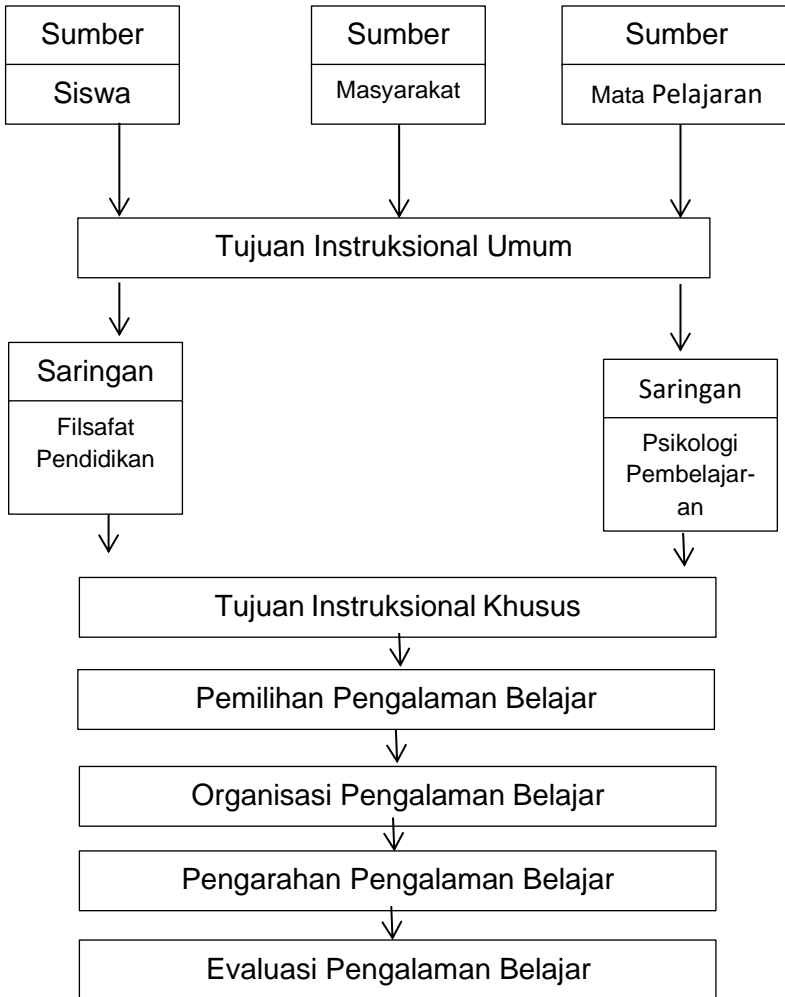 Sumber
Siswa
Sumber
Masyarakat
Sumber
Mata Pelajaran
Tujuan Instruksional Umum
Saringan
Filsafat
Pendidikan
Saringan
Psikologi
Pembelajar-
an
Tujuan Instruksional Khusus
Pemilihan Pengalaman Belajar
Organisasi Pengalaman Belajar
Pengarahan Pengalaman Belajar
Evaluasi Pengalaman Belajar